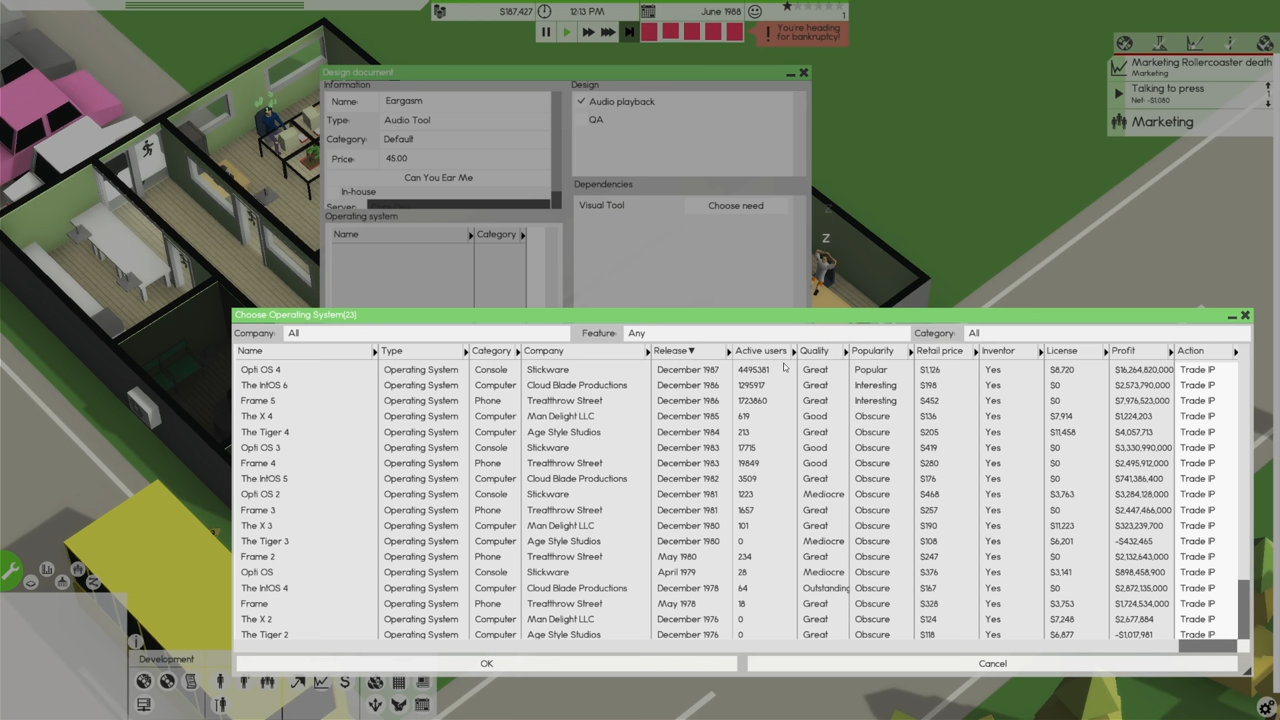 $187,427 12:13 PM June 1988 1
You're heading for bankruptcy!
Marketing Rollercoaster death
Marketing
Talking to press 1
Net: -$1,080
Marketing
Design document
Information
Name: Eargasm
Type: Audio Tool
Category: Default
Price: 45.00
Can You Ear Me
In-house
Server:
Operating system
Name Category
Design
Audio playback
QA
Dependencies
Visual Tool Choose need
Z
Z
Choose Operating System(23)
Company: All Feature: Any Category: All
Name Type Category Company Release▼ Active users Quality Popularity Retail price Inventor License Profit Action
Opti OS 4 Operating System Console Stickware December 1987 4495381 Great Popular $1,126 Yes $8,720 $16,264,820,000 Trade IP
The IntOS 6 Operating System Computer Cloud Blade Productions December 1986 1295917 Great Interesting $198 Yes $0 $2,573,790,000 Trade IP
Frame 5 Operating System Phone Treatthrow Street December 1986 1723860 Great Interesting $452 Yes $0 $7,976,523,000 Trade IP
The X 4 Operating System Computer Man Delight LLC December 1985 619 Good Obscure $136 Yes $7,914 $1,224,203 Trade IP
The Tiger 4 Operating System Computer Age Style Studios December 1984 213 Great Obscure $205 Yes $11,458 $4,057,713 Trade IP
Opti OS 3 Operating System Console Stickware December 1983 17715 Good Obscure $419 Yes $0 $3,330,990,000 Trade IP
Frame 4 Operating System Phone Treatthrow Street December 1983 19849 Good Obscure $280 Yes $0 $2,495,912,000 Trade IP
The IntOS 5 Operating System Computer Cloud Blade Productions December 1982 3509 Great Obscure $176 Yes $0 $741,386,400 Trade IP
Opti OS 2 Operating System Console Stickware December 1981 1223 Mediocre Obscure $468 Yes $3,763 $3,284,128,000 Trade IP
Frame 3 Operating System Phone Treatthrow Street December 1981 1657 Great Obscure $257 Yes $0 $2,447,466,000 Trade IP
The X 3 Operating System Computer Man Delight LLC December 1980 101 Great Obscure $190 Yes $11,223 $323,239,700 Trade IP
The Tiger 3 Operating System Computer Age Style Studios December 1980 0 Mediocre Obscure $108 Yes $6,201 -$432,465 Trade IP
Frame 2 Operating System Phone Treatthrow Street May 1980 234 Great Obscure $247 Yes $0 $2,132,643,000 Trade IP
Opti OS Operating System Console Stickware April 1979 28 Mediocre Obscure $376 Yes $3,141 $898,458,900 Trade IP
The IntOS 4 Operating System Computer Cloud Blade Productions December 1978 64 Outstanding Obscure $167 Yes $0 $2,872,135,000 Trade IP
Frame Operating System Phone Treatthrow Street May 1978 18 Great Obscure $328 Yes $3,753 $1,724,534,000 Trade IP
The X 2 Operating System Computer Man Delight LLC December 1976 0 Great Obscure $124 Yes $7,248 $2,677,884 Trade IP
The Tiger 2 Operating System Computer Age Style Studios December 1976 0 Great Obscure $118 Yes $6,877 -$1,017,981 Trade IP
OK Cancel
Development